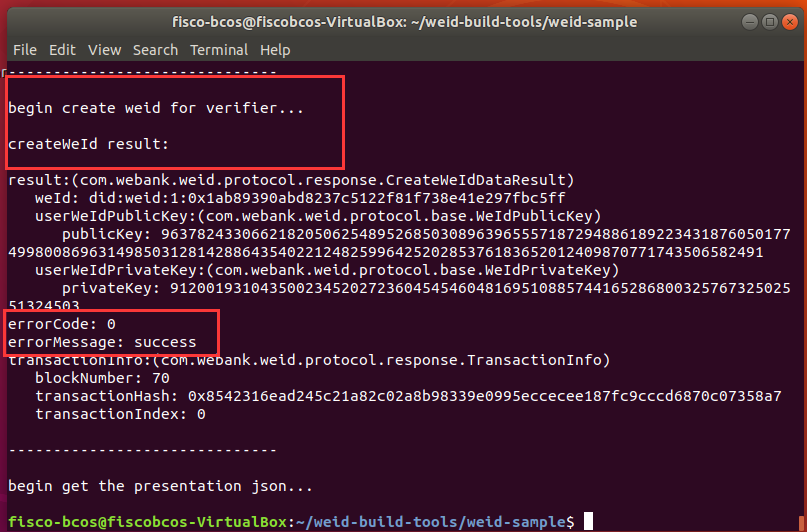 fisco-bcos@fiscobcos-VirtualBox: ~/weid-build-tools/weid-sample
File Edit View Search Terminal Help
------------------------------
begin create weid for verifier...
createWeId result:
result:(com.webank.weid.protocol.response.CreateWeIdDataResult)
weId: did:weid:1:0x1ab89390abd8237c5122f81f738e41e297fbc5ff
userWeIdPublicKey:(com.webank.weid.protocol.base.WeIdPublicKey)
publicKey: 963782433066218205062548952685030896396555718729488618922343187605017
7499800869631498503128142886435402212482599642520285376183652012409870771743506582491
userWeIdPrivateKey:(com.webank.weid.protocol.base.WeIdPrivateKey)
privateKey: 912001931043500234520272360454546048169510885744165286800325767325025
51324503
errorCode: 0
errorMessage: success
transactionInfo:(com.webank.weid.protocol.response.TransactionInfo)
blockNumber: 70
transactionHash: 0x8542316ead245c21a82c02a8b98339e0995eccecee187fc9cccd6870c07358a7
transactionIndex: 0
------------------------------
begin get the presentation json...
fisco-bcos@fiscobcos-VirtualBox:~/weid-build-tools/weid-sample$